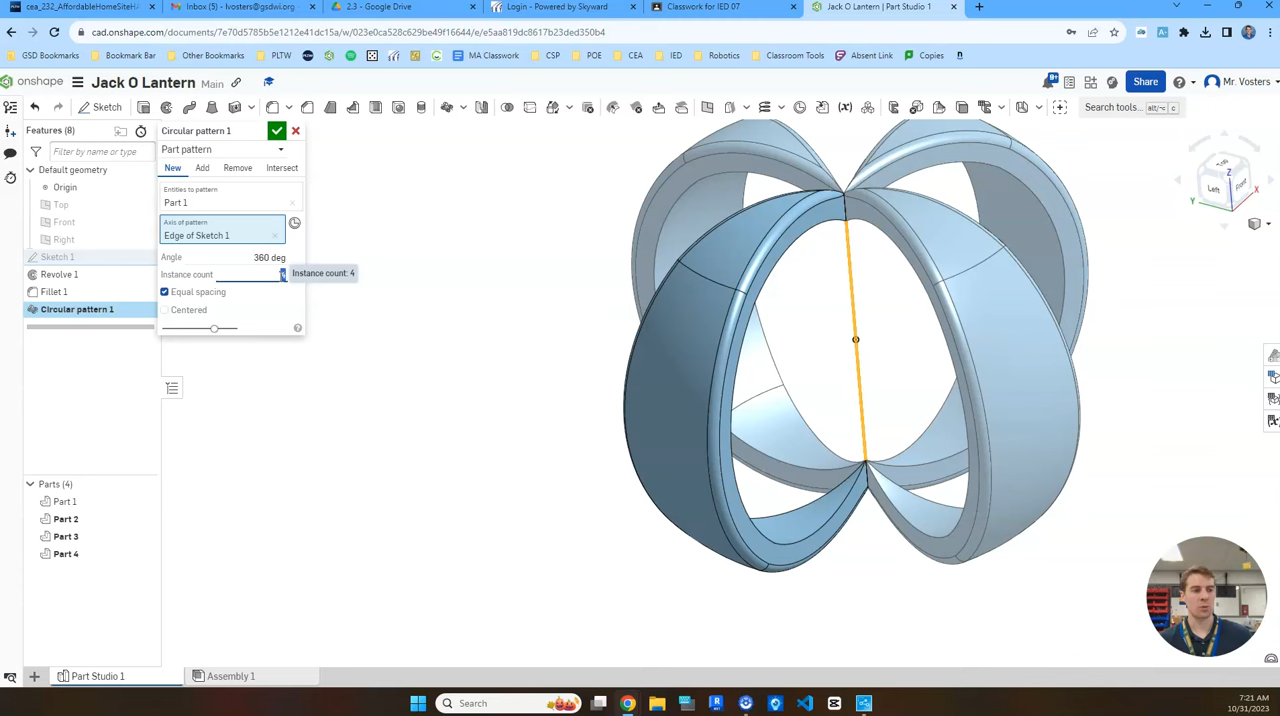 cea_232_AffordableHomeSiteH
Inbox (6) - lvosters@gsdwi.org
2.3 - Google Drive
Login - Powered by Skyward
Classwork for IED 07
Jack O Lantern | Part Studio 1
cad.onshape.com/documents/7e70d5785b5e1212e41dc15a/w/023e0ca528c629be49f16644/e/e5aa819dc8617b23ded350b4
GSD Bookmarks
Bookmark Bar
Efficiency
PLTW
CSP
MA Classwork
POE
CEA
IED
Robotics
Classroom Tools
Absent Link
Copies
onshape
Jack O Lantern
Main
Share
Mr. Vosters
Sketch
Search tools...
alt/⌥
c
Features (8)
Filter by name or type
Default geometry
Origin
Top
Front
Right
Sketch 1
Revolve 1
Fillet 1
Circular pattern 1
Circular pattern 1
Part pattern
New
Add
Remove
Intersect
Entities to pattern
Part 1
Axis of pattern
Edge of Sketch 1
Angle
360 deg
Instance count
Instance count: 4
Equal spacing
Centered
Left
Front
Z
X
Y
Parts (4)
Part 1
Part 2
Part 3
Part 4
Part Studio 1
Assembly 1
Search
7:21 AM
10/31/2023